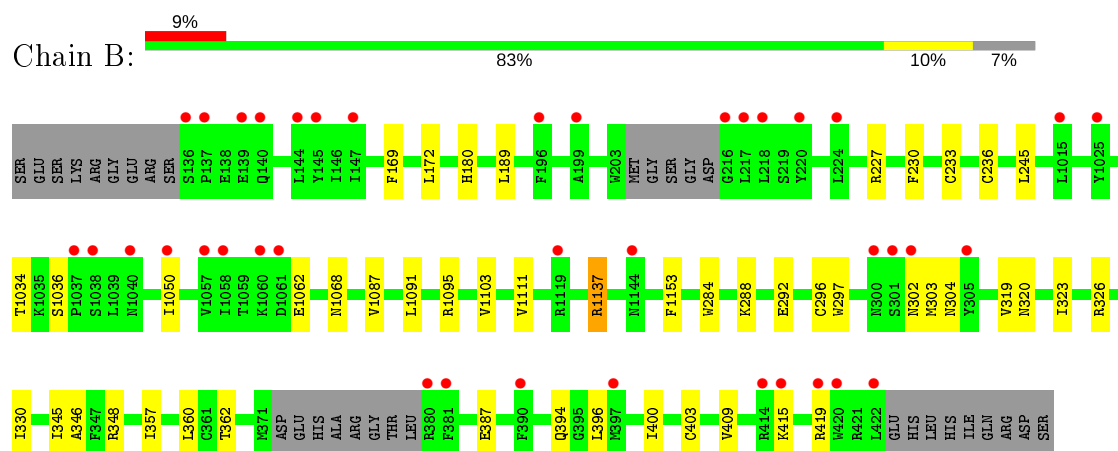 9%
Chain B:
83% 10% 7%
SER GLU SER LYS ARG GLY GLU ARG SER S136 P137 E138 E139 Q140 L144 Y145 I146 I147 F169 L172 H180 L189 F196 A199 W203 MET GLY SER GLY ASP G216 L217 L218 S219 Y220 L224 R227 F230 C233 C236 L245 L1015 Y1025
T1034 K1035 S1036 P1037 S1038 L1039 N1040 I1050 V1057 I1058 T1059 K1060 D1061 E1062 N1068 V1087 L1091 R1095 V1103 V1111 R1119 R1137 N1144 F1153 W284 K288 E292 C296 W297 N300 S301 N302 M303 N304 Y305 V319 N320 I323 R326
I330 I345 A346 F347 R348 I357 L360 C361 T362 M371 ASP GLU HIS ALA ARG GLY THR LEU R380 F381 E387 F390 Q394 G395 L396 M397 I400 C403 V409 R414 K415 R419 W420 R421 L422 GLU HIS LEU HIS ILE GLN ARG ASP SER